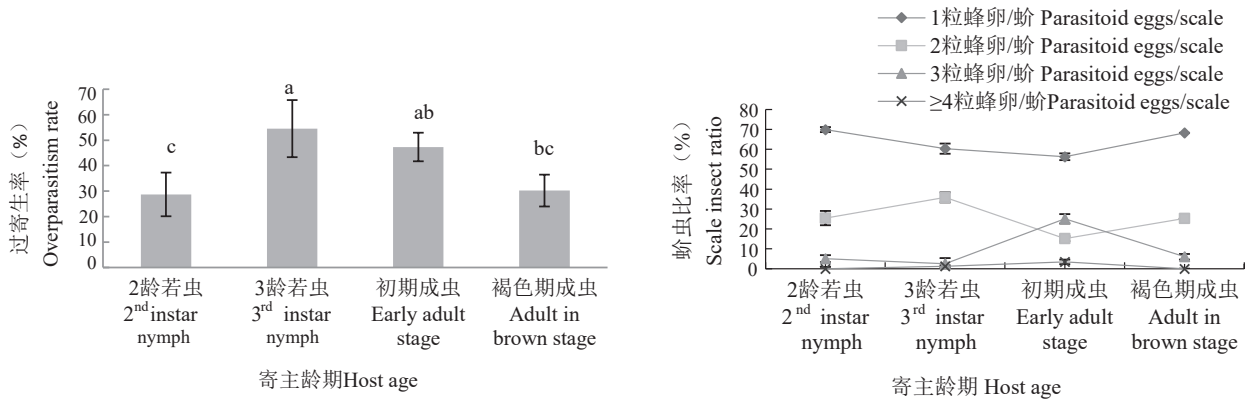 过寄生率（%）
Overparasitism rate
70
60
50
40
30
20
10
0
c
a
ab
bc
2龄若虫
2nd instar
nymph
3龄若虫
3rd instar
nymph
初期成虫
Early adult
stage
褐色期成虫
Adult in
brown stage
寄主龄期Host age
1粒蜂卵/蚧 Parasitoid eggs/scale
2粒蜂卵/蚧 Parasitoid eggs/scale
3粒蜂卵/蚧 Parasitoid eggs/scale
≥4粒蜂卵/蚧Parasitoid eggs/scale
蚧虫比率（%）
Scale insect ratio
80
70
60
50
40
30
20
10
0
2龄若虫
2nd instar
nymph
3龄若虫
3rd instar
nymph
初期成虫
Early adult
stage
褐色期成虫
Adult in
brown stage
寄主龄期 Host age